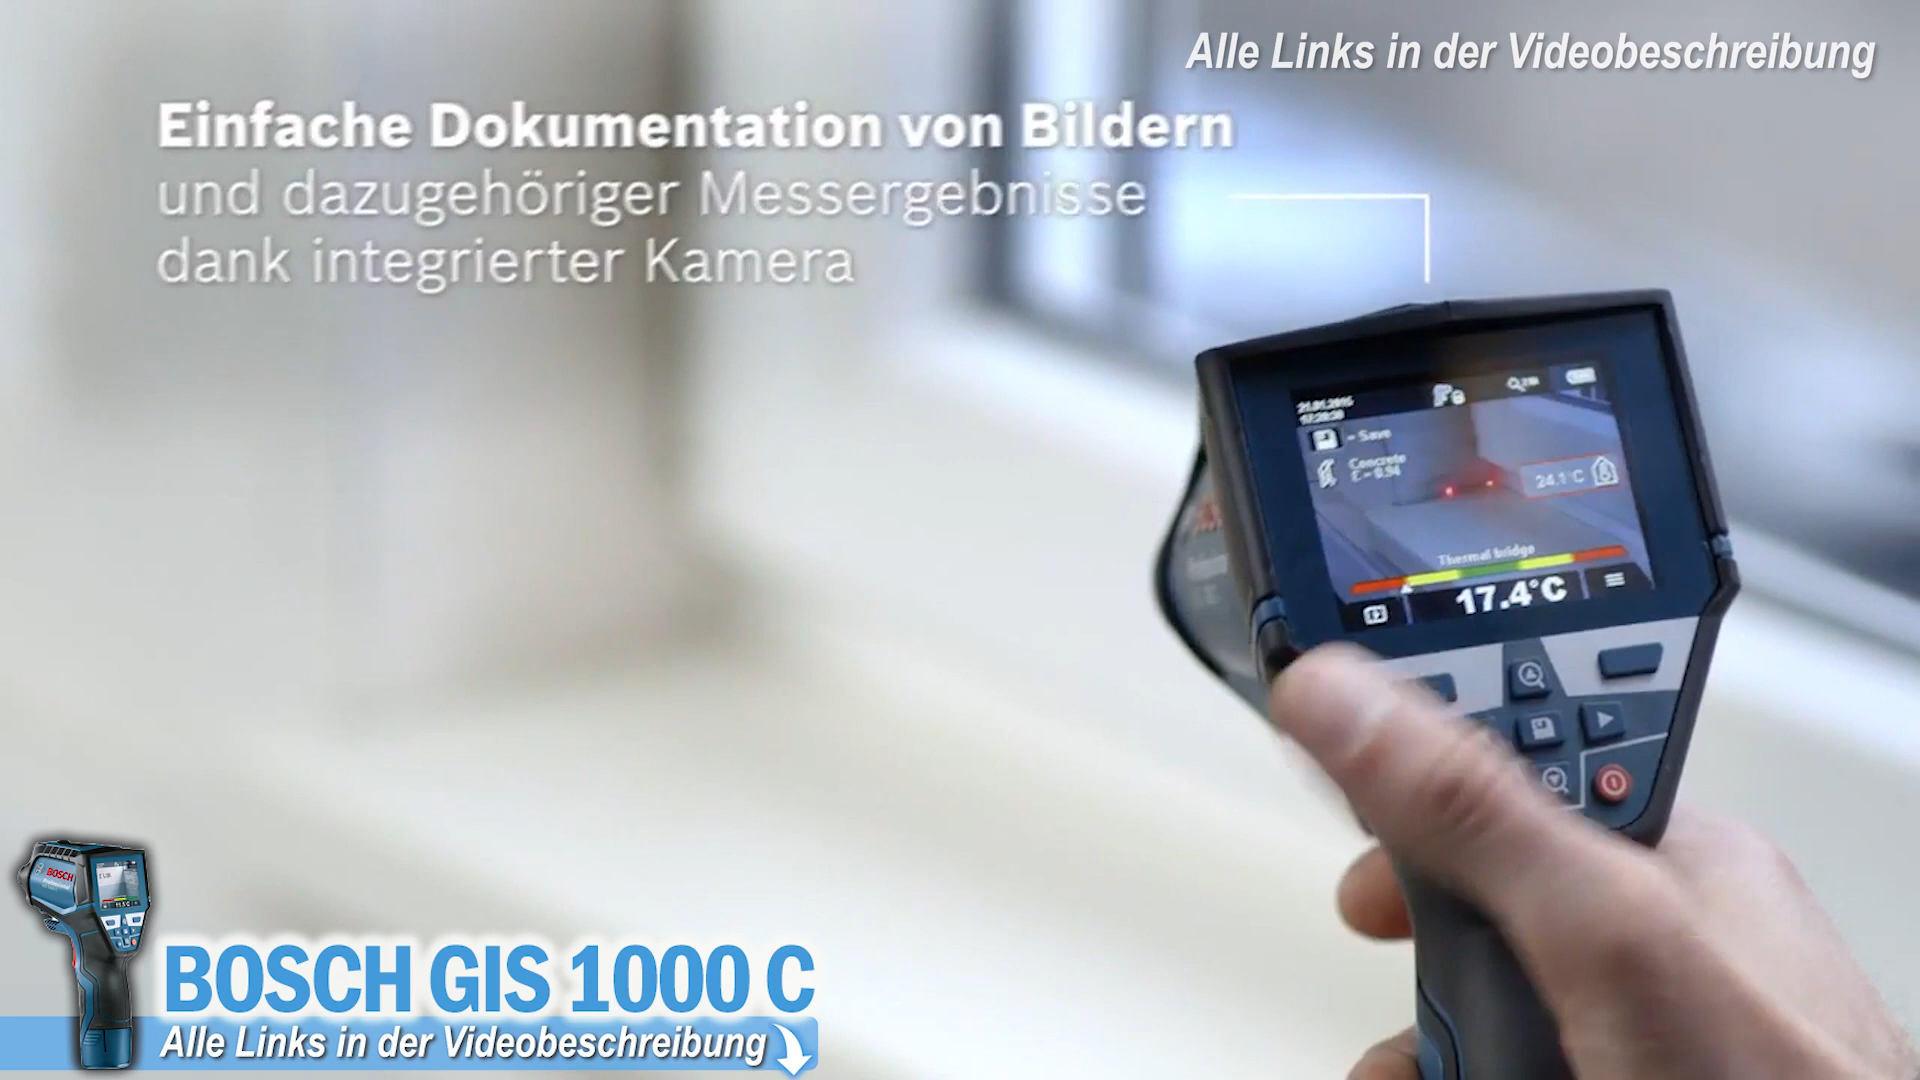 Alle Links in der Videobeschreibung
Einfache Dokumentation von Bildern
und dazugehöriger Messergebnisse
dank integrierter Kamera
- Save
Concrete
24.1°C
Thermal bridge
17.4°C
BOSCH
BOSCH GIS 1000 C
Alle Links in der Videobeschreibung